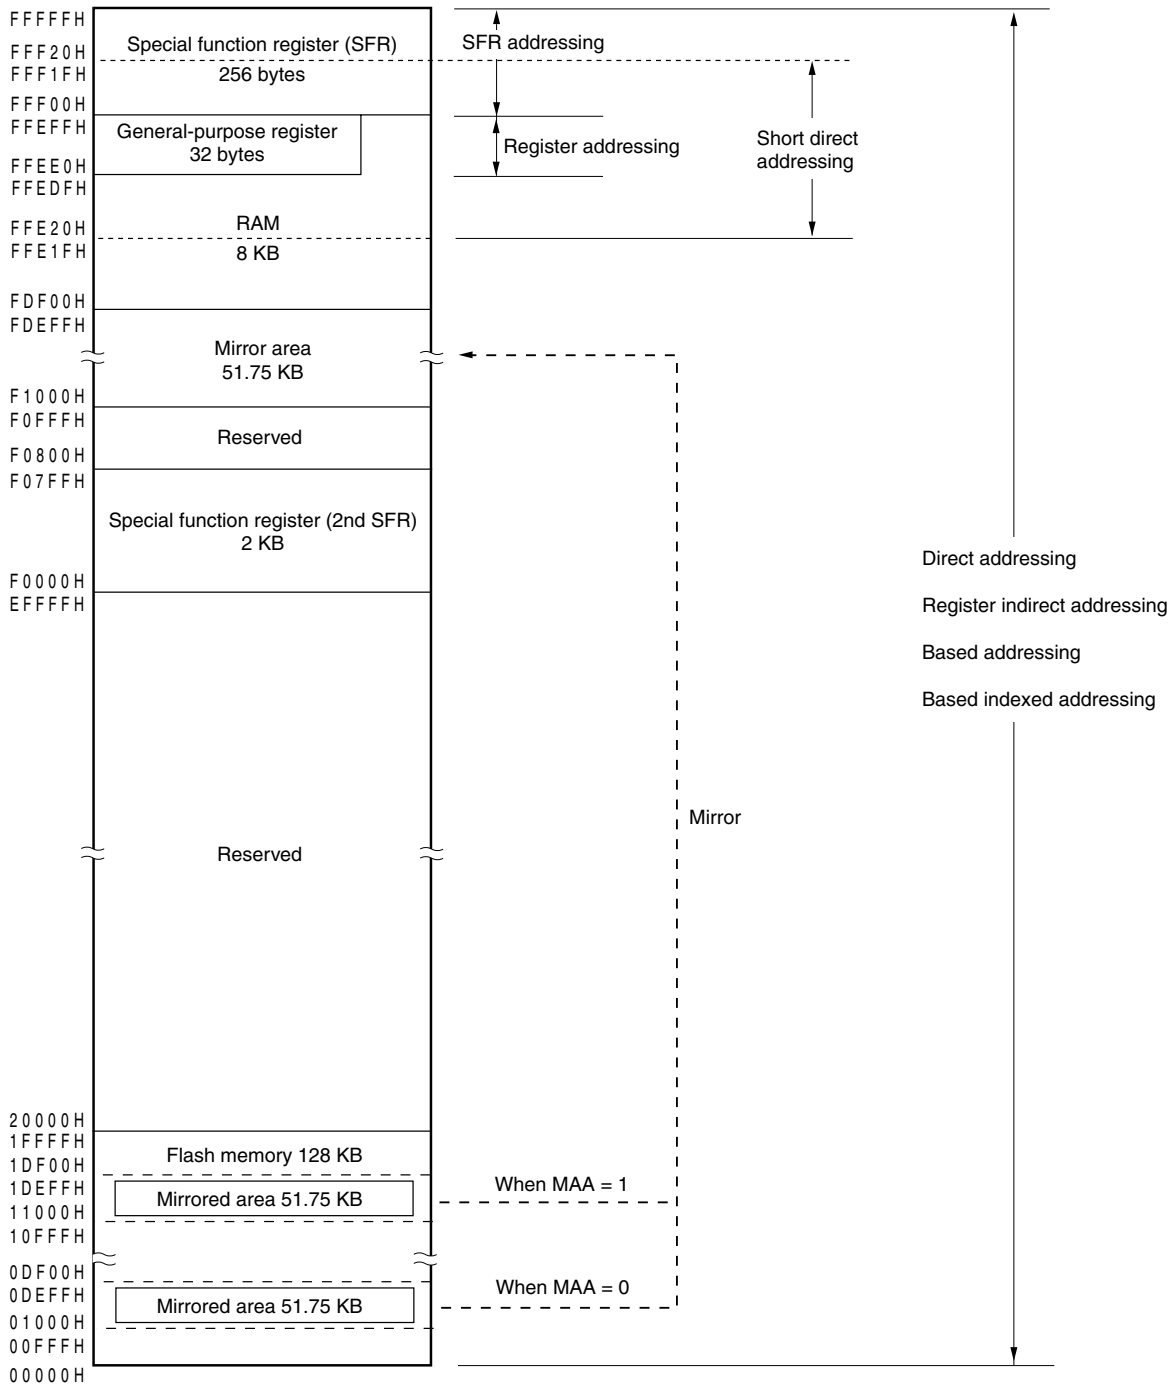 FFFFFH
Special function register (SFR)
SFR addressing
FFF20H
FFF1FH
256 bytes
FFF00H
FFEFFH
General-purpose register
32 bytes
Register addressing
Short direct
addressing
FFEE0H
FFEDFH
RAM
FFE20H
FFE1FH
8 KB
FDF00H
FDEFFH
Mirror area
51.75 KB
F1000H
F0FFFH
Reserved
F0800H
F07FFH
Special function register (2nd SFR)
2 KB
Direct addressing
F0000H
EFFFFH
Register indirect addressing
Based addressing
Based indexed addressing
Mirror
Reserved
20000H
1FFFFH
Flash memory 128 KB
1DF00H
1DEFFH
When MAA = 1
Mirrored area 51.75 KB
11000H
10FFFH
0DF00H
0DEFFH
When MAA = 0
Mirrored area 51.75 KB
01000H
00FFFH
00000H